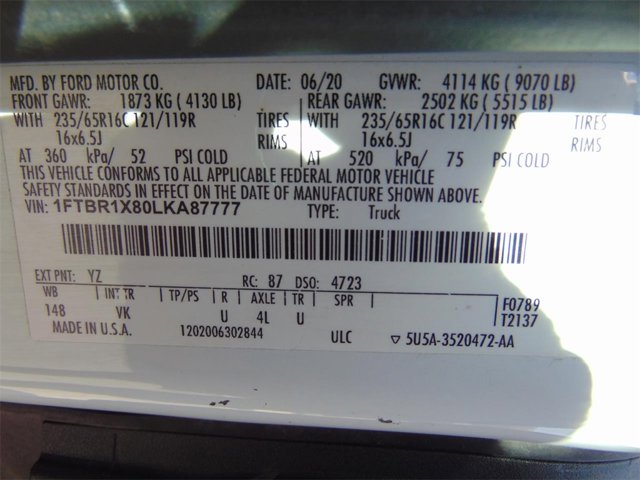 MFD. BY FORD MOTOR CO. DATE: 06/20 GVWR: 4114 KG ( 9070 LB)
FRONT GAWR: 1873 KG ( 4130 LB) REAR GAWR: 2502 KG ( 5515 LB)
WITH 235/65R16C 121/119R TIRES WITH 235/65R16C 121/119R TIRES
16x6.5J RIMS 16x6.5J RIMS
AT 360 kPa/ 52 PSI COLD AT 520 kPa/ 75 PSI COLD
THIS VEHICLE CONFORMS TO ALL APPLICABLE FEDERAL MOTOR VEHICLE
SAFETY STANDARDS IN EFFECT ON THE DATE OF MANUFACTURE SHOWN ABOVE.
VIN: 1FTBR1X80LKA87777 TYPE: Truck
EXT PNT: YZ RC: 87 DSO: 4723
WB INT TR TP/PS R AXLE TR SPR F0789
148 VK U 4L U T2137
MADE IN U.S.A. 1202006302844 ULC ▽ 5U5A-3520472-AA